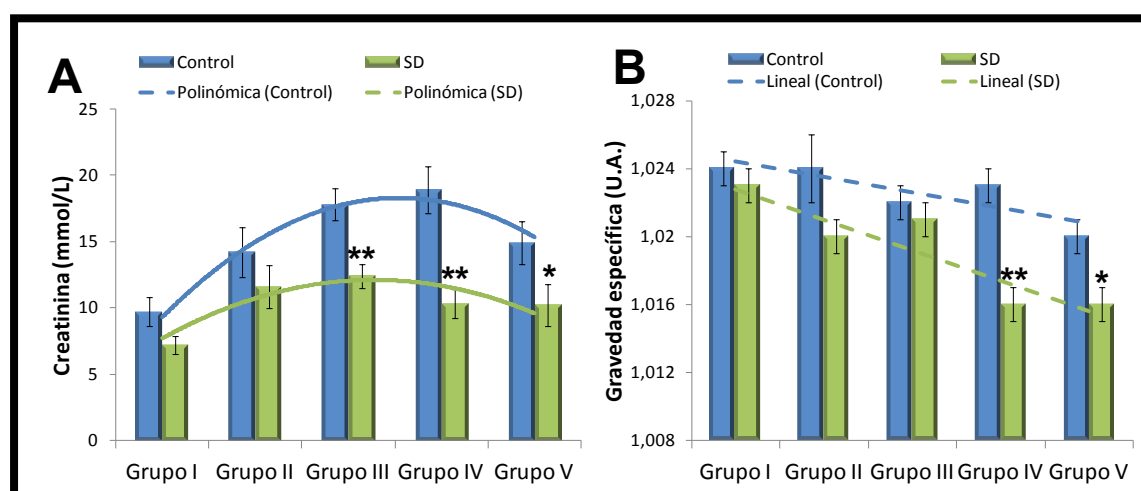 A
Control
SD
Polinómica (Control)
Polinómica (SD)
Creatinina (mmol/L)
25
20
15
10
5
0
**
**
*
Grupo I
Grupo II
Grupo III
Grupo IV
Grupo V
B
Control
SD
Lineal (Control)
Lineal (SD)
Gravedad específica (U.A.)
1,028
1,024
1,02
1,016
1,012
1,008
**
*
Grupo I
Grupo II
Grupo III
Grupo IV
Grupo V